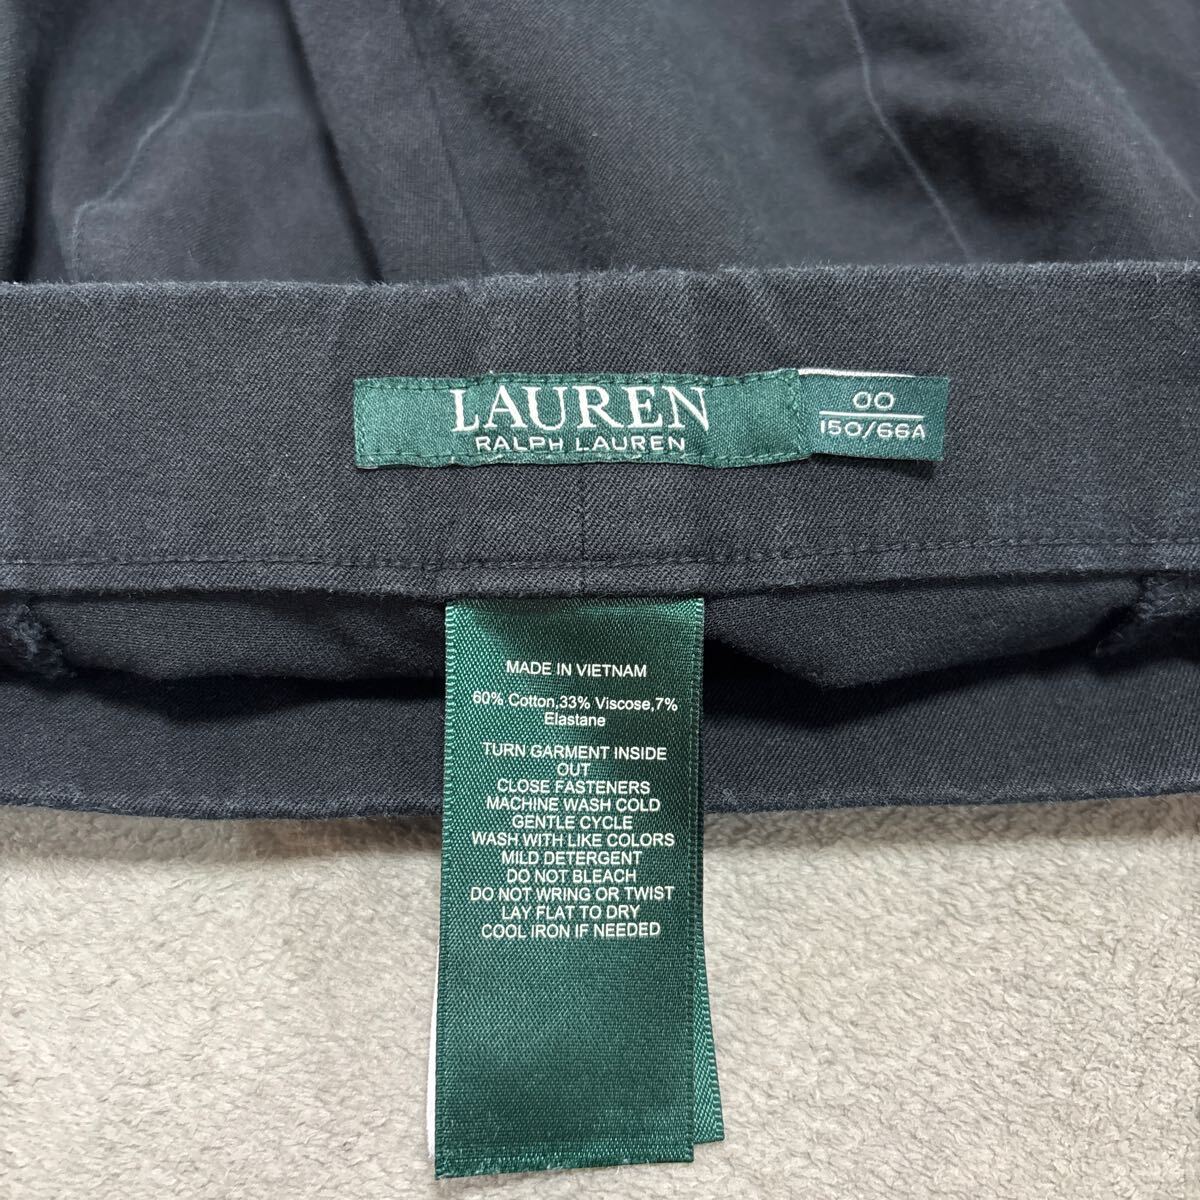 LAUREN
RALPH LAUREN
00
150/66A
MADE IN VIETNAM
60% Cotton,33% Viscose,7%
Elastane
TURN GARMENT INSIDE
OUT
CLOSE FASTENERS
MACHINE WASH COLD
GENTLE CYCLE
WASH WITH LIKE COLORS
MILD DETERGENT
DO NOT BLEACH
DO NOT WRING OR TWIST
LAY FLAT TO DRY
COOL IRON IF NEEDED